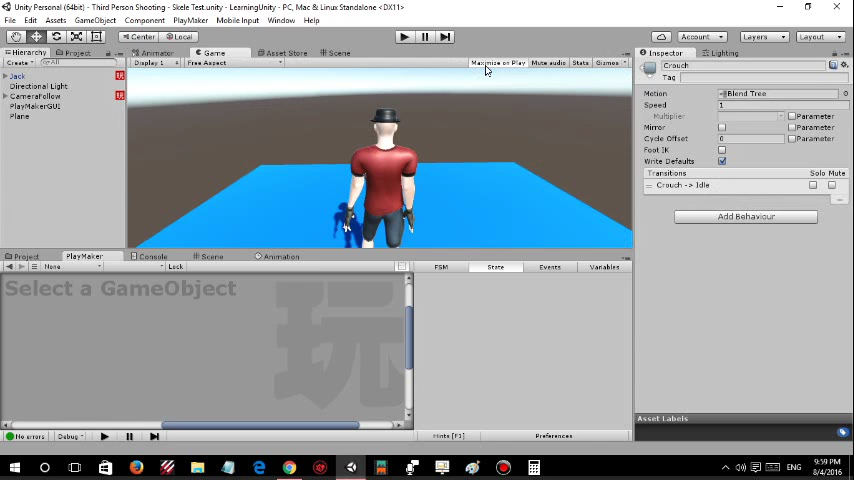 Unity Personal (64bit) - Third Person Shooting - Skele Test.unity - LearningUnity - PC, Mac & Linux Standalone <DX11>
File Edit Assets GameObject Component PlayMaker Mobile Input Window Help
Center Local Account Layers Layout
Hierarchy Project Animator Game Asset Store Scene Inspector Lighting
Create All Display 1 Free Aspect Maximize on Play Mute audio Stats Gizmos Crouch
Tag
Jack 玩
Directional Light
CameraFollow 玩
PlayMakerGUI
Plane
Motion Blend Tree
Speed 1
Multiplier Parameter
Mirror Parameter
Cycle Offset 0 Parameter
Foot IK
Write Defaults
Transitions Solo Mute
Crouch -> Idle
Add Behaviour
Project PlayMaker Console Scene Animation
None Lock FSM State Events Variables
Select a GameObject
玩
Asset Labels
No errors Debug Hints [F1] Preferences
ENG
9:59 PM
8/4/2016